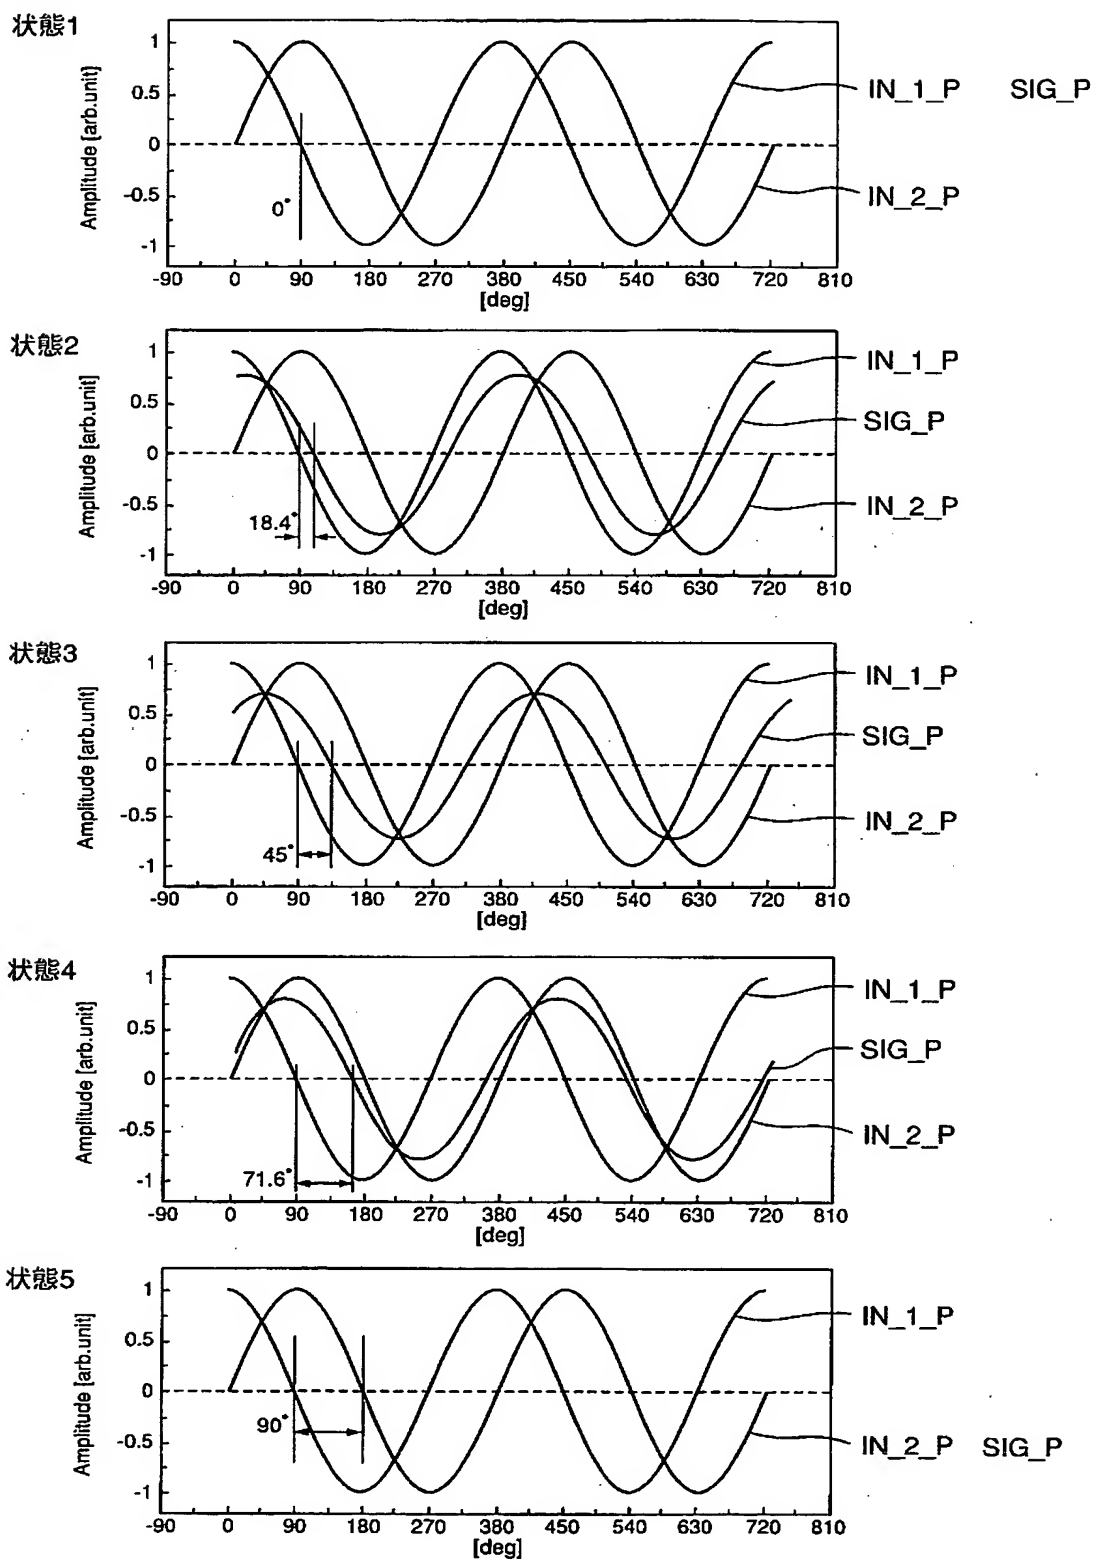 状態1
Amplitude [arb.unit]
1
0.5
0
-0.5
-1
0°
-90 0 90 180 270 380 450 540 630 720 810
[deg]
IN_1_P SIG_P
IN_2_P
状態2
Amplitude [arb.unit]
1
0.5
0
-0.5
-1
18.4°
-90 0 90 180 270 380 450 540 630 720 810
[deg]
IN_1_P
SIG_P
IN_2_P
状態3
Amplitude [arb.unit]
1
0.5
0
-0.5
-1
45°
-90 0 90 180 270 380 450 540 630 720 810
[deg]
IN_1_P
SIG_P
IN_2_P
状態4
Amplitude [arb.unit]
1
0.5
0
-0.5
-1
71.6°
-90 0 90 180 270 380 450 540 630 720 810
[deg]
IN_1_P
SIG_P
IN_2_P
状態5
Amplitude [arb.unit]
1
0.5
0
-0.5
-1
90°
-90 0 90 180 270 380 450 540 630 720 810
[deg]
IN_1_P
IN_2_P SIG_P